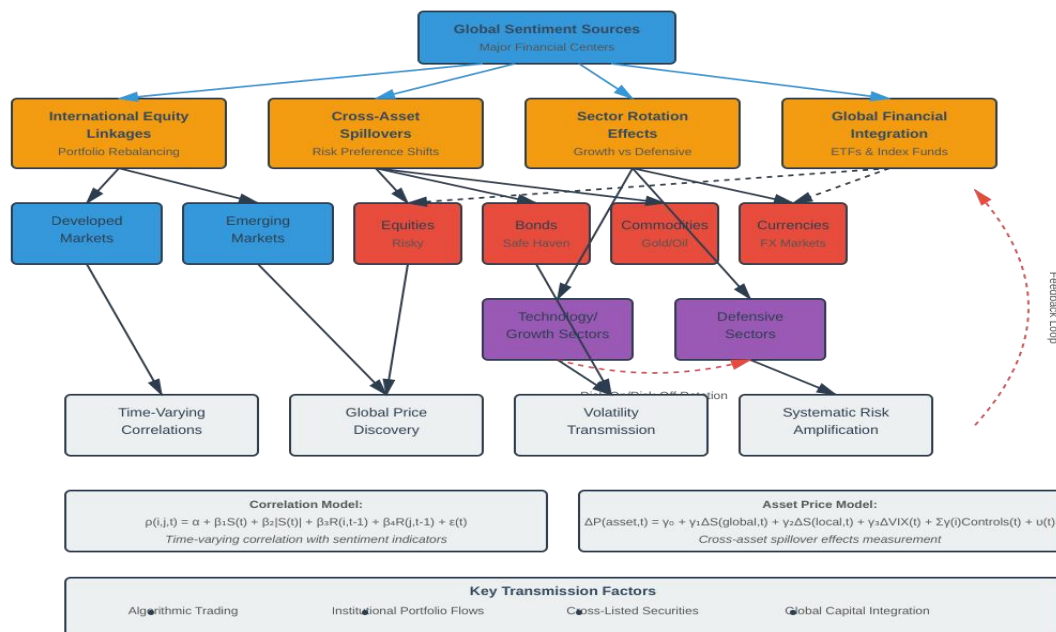 Global Sentiment Sources
Major Financial Centers
International Equity
Linkages
Portfolio Rebalancing
Cross-Asset
Spillovers
Risk Preference Shifts
Sector Rotation
Effects
Growth vs Defensive
Global Financial
Integration
ETFs & Index Funds
Developed
Markets
Emerging
Markets
Equities
Risky
Bonds
Safe Haven
Commodities
Gold/Oil
Currencies
FX Markets
Feedback Loop
Technology/
Growth Sectors
Defensive
Sectors
Risk-On/Risk-Off Rotation
Time-Varying
Correlations
Global Price
Discovery
Volatility
Transmission
Systematic Risk
Amplification
Correlation Model:
ρ(i,j,t) = α + β₁S(t) + β₂|S(t)| + β₃R(i,t-1) + β₄R(j,t-1) + ε(t)
Time-varying correlation with sentiment indicators
Asset Price Model:
ΔP(asset,t) = γ₀ + γ₁ΔS(global,t) + γ₂ΔS(local,t) + γ₃ΔVIX(t) + Σγ(i)Controls(t) + υ(t)
Cross-asset spillover effects measurement
Key Transmission Factors
Algorithmic Trading
Institutional Portfolio Flows
Cross-Listed Securities
Global Capital Integration